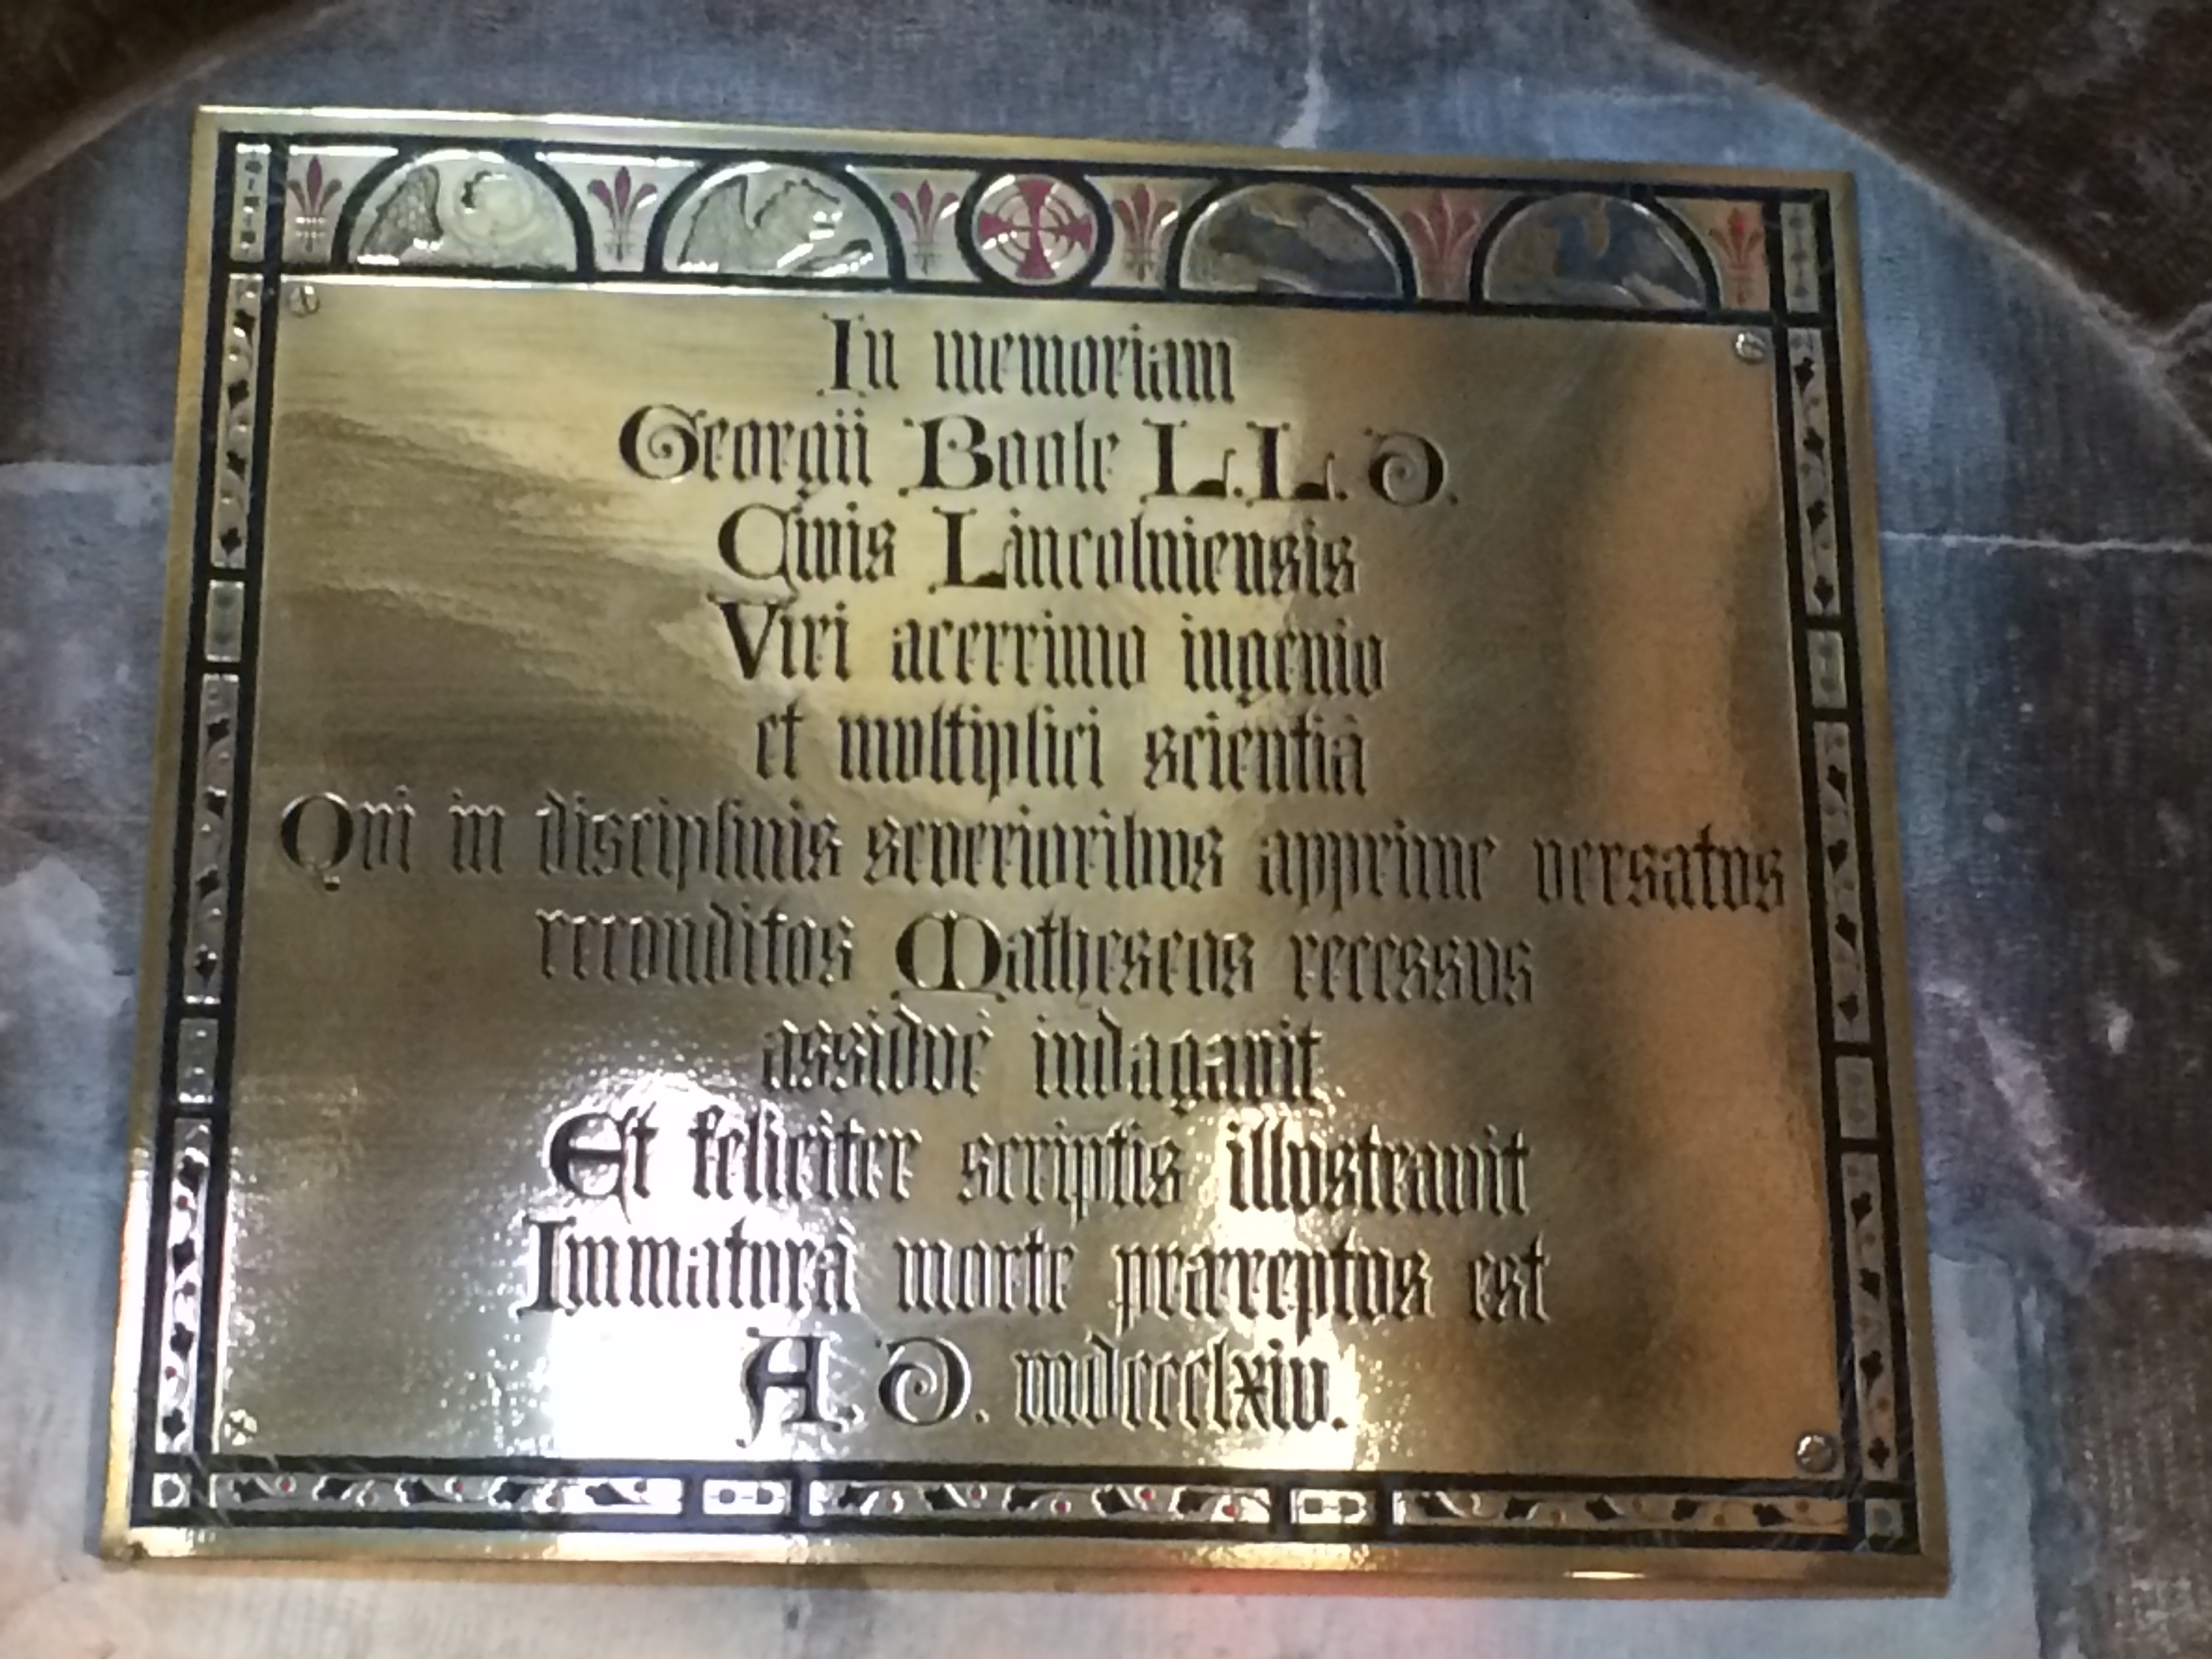 In memoriam
Georgii Boole L.L.D.
Civis Lincolniensis
Viri acerrimo ingenio
et multiplici scientiâ
Qui in disciplinis severioribus apprime versatus
reconditos Matheseos recessus
assiduè indagavit
Et feliciter scriptis illustravit
Immaturâ morte præreptus est
A.D. mdccclxiv.